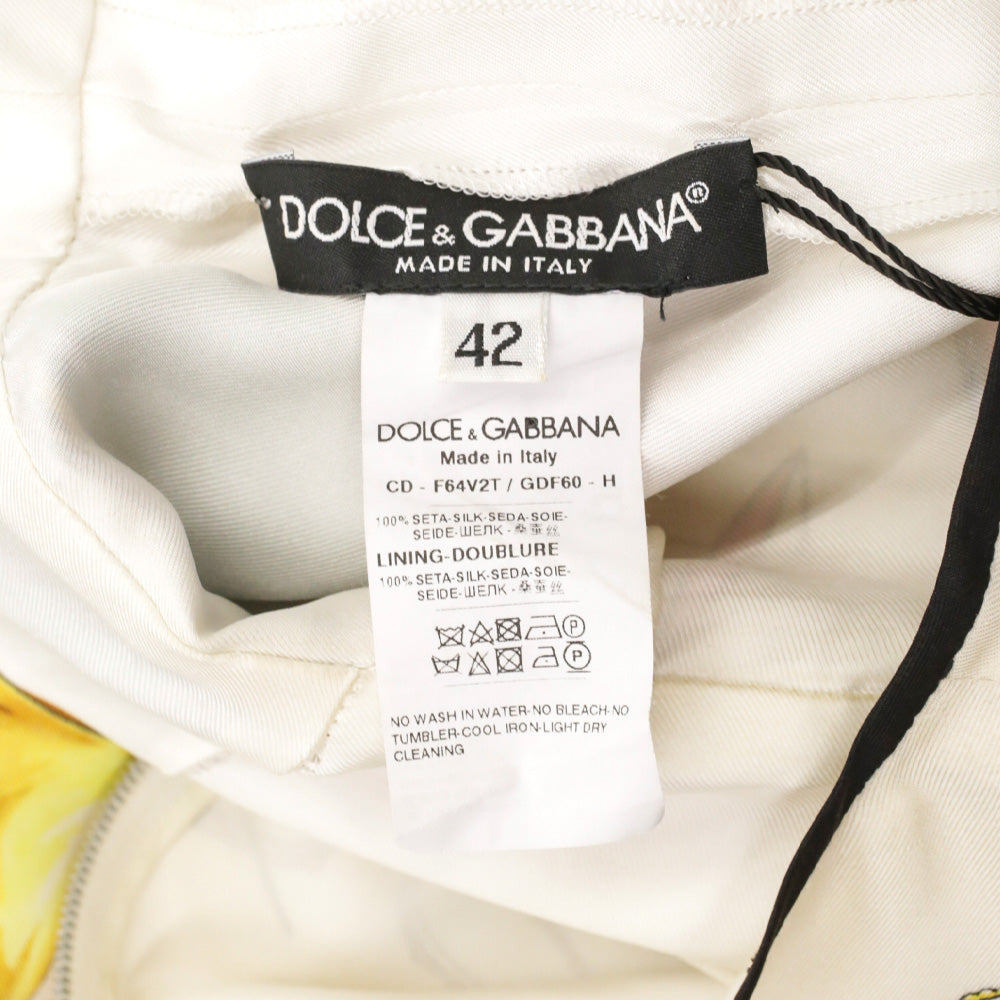 DOLCE & GABBANA®
MADE IN ITALY
42
DOLCE & GABBANA
Made in Italy
CD - F64V2T / GDF60 - H
100% SETA-SILK-SEDA-SOIE-
SEIDE-ШЕЛК - 桑蚕丝
LINING-DOUBLURE
100% SETA-SILK-SEDA-SOIE-
SEIDE-ШЕЛК - 桑蚕丝
P
P
NO WASH IN WATER-NO BLEACH-NO
TUMBLER-COOL IRON-LIGHT DRY
CLEANING